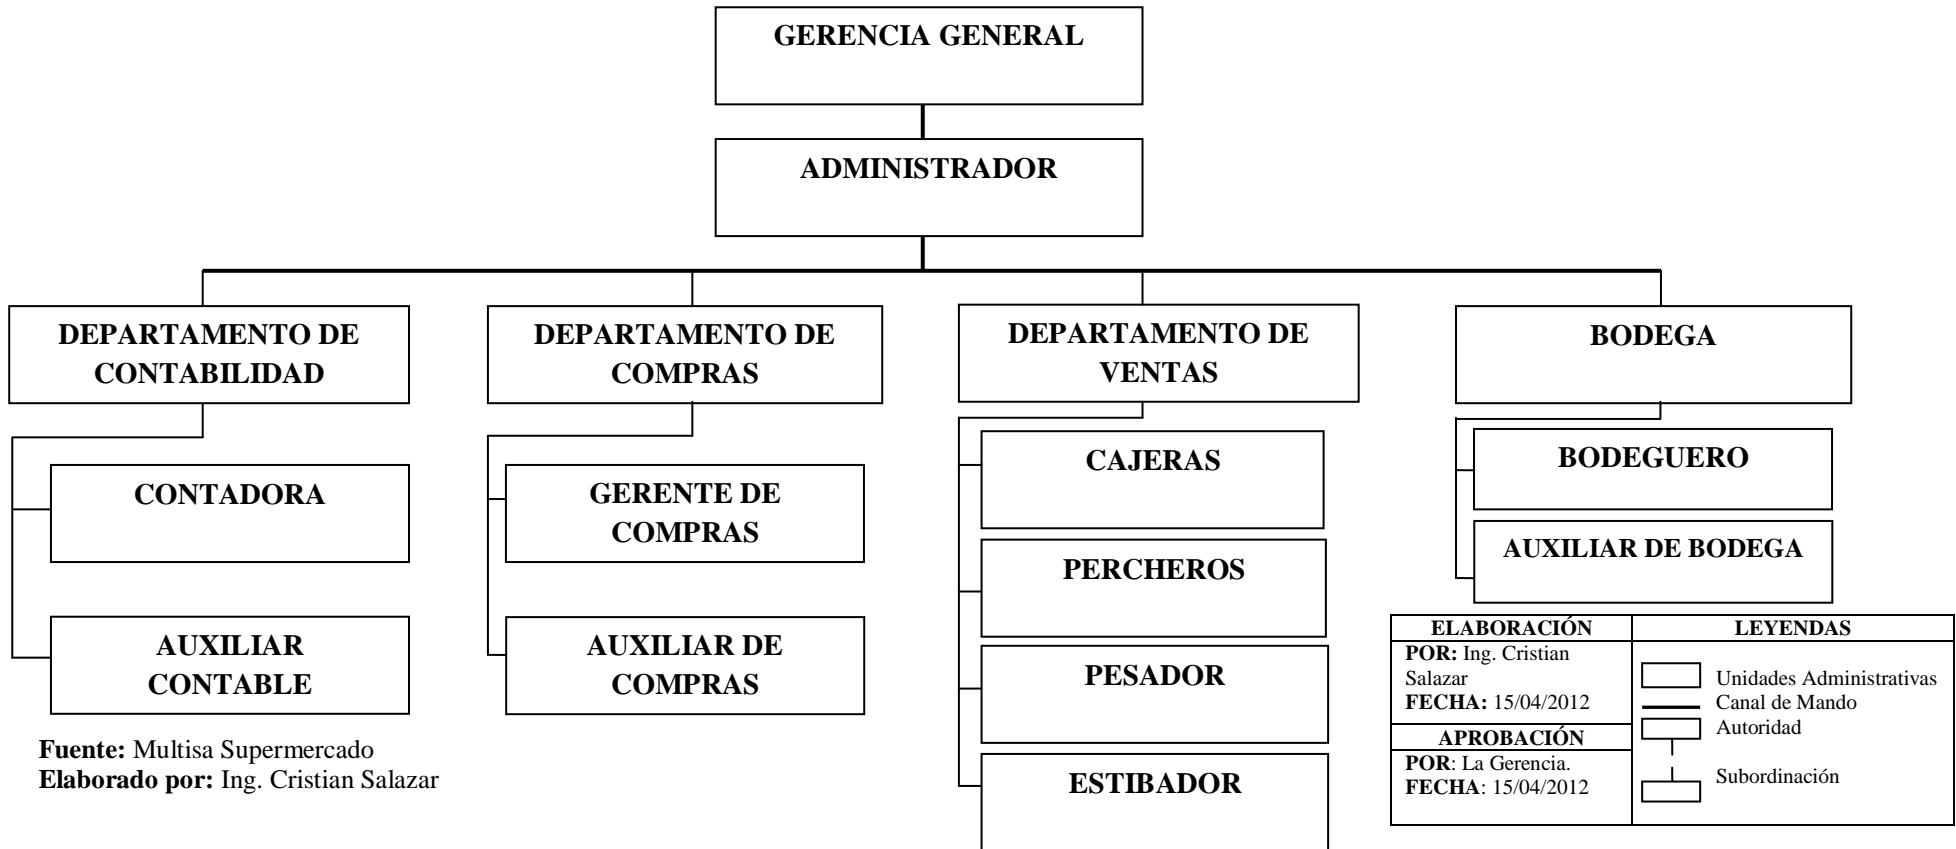 GERENCIA GENERAL
ADMINISTRADOR
DEPARTAMENTO DE
CONTABILIDAD
CONTADORA
AUXILIAR
CONTABLE
DEPARTAMENTO DE
COMPRAS
GERENTE DE
COMPRAS
AUXILIAR DE
COMPRAS
DEPARTAMENTO DE
VENTAS
CAJERAS
PERCHEROS
PESADOR
ESTIBADOR
BODEGA
BODEGUERO
AUXILIAR DE BODEGA
Fuente: Multisa Supermercado
Elaborado por: Ing. Cristian Salazar
ELABORACIÓN
POR: Ing. Cristian
Salazar
FECHA: 15/04/2012
APROBACIÓN
POR: La Gerencia.
FECHA: 15/04/2012
LEYENDAS
Unidades Administrativas
Canal de Mando
Autoridad
Subordinación